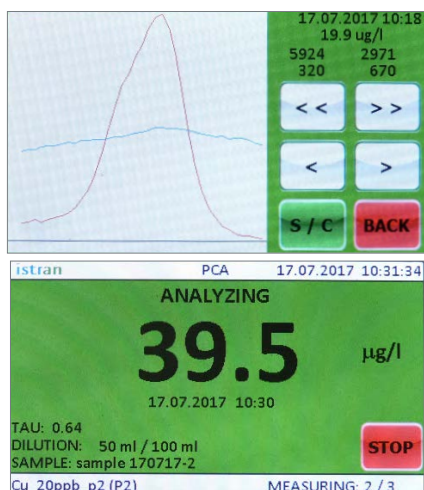 17.07.2017 10:18
19.9 ug/l
5924 2971
320 670
< < > >
< >
S / C BACK
istran PCA 17.07.2017 10:31:34
ANALYZING
39.5 µg/l
17.07.2017 10:30
TAU: 0.64
DILUTION: 50 ml / 100 ml
SAMPLE: sample 170717-2
STOP
Cu_20ppb_p2 (P2) MEASURING: 2 / 3